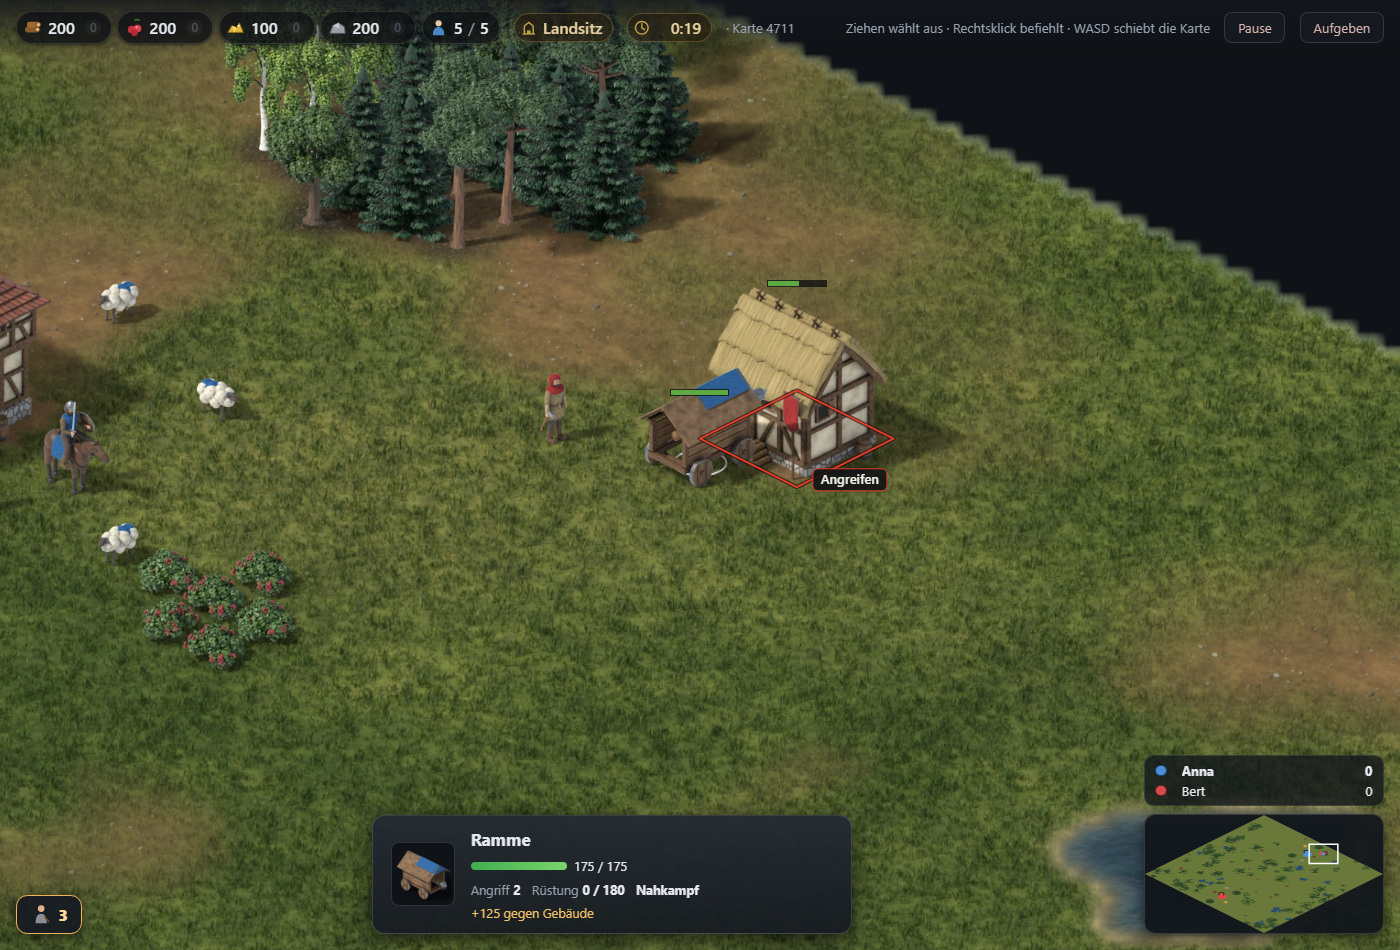 200 0 200 0 100 0 200 0 5 / 5 Landsitz 0:19 · Karte 4711 Ziehen wählt aus · Rechtsklick befiehlt · WASD schiebt die Karte Pause Aufgeben
Angreifen
Anna 0
Bert 0
Ramme
175 / 175
Angriff 2 Rüstung 0 / 180 Nahkampf
+125 gegen Gebäude
3